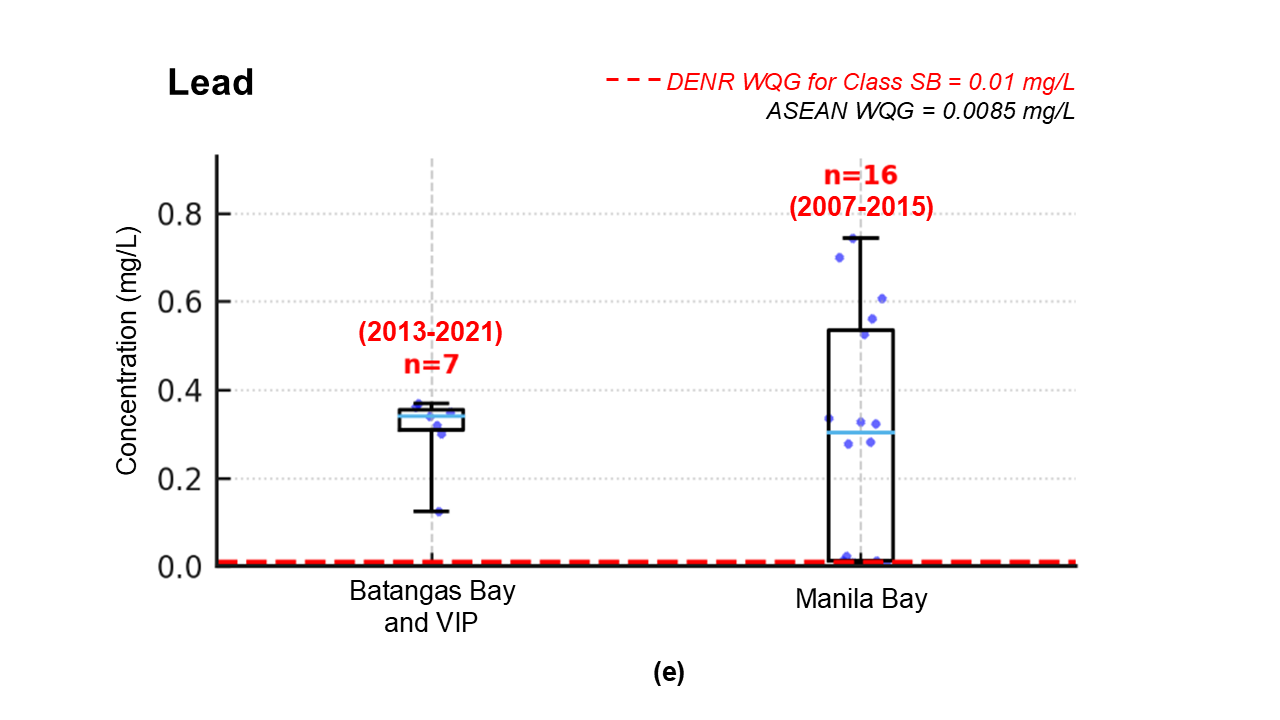 Lead
DENR WQG for Class SB = 0.01 mg/L
ASEAN WQG = 0.0085 mg/L
n=16
(2007-2015)
(2013-2021)
n=7
Concentration (mg/L)
0.8
0.6
0.4
0.2
0.0
Batangas Bay
and VIP
Manila Bay
(e)